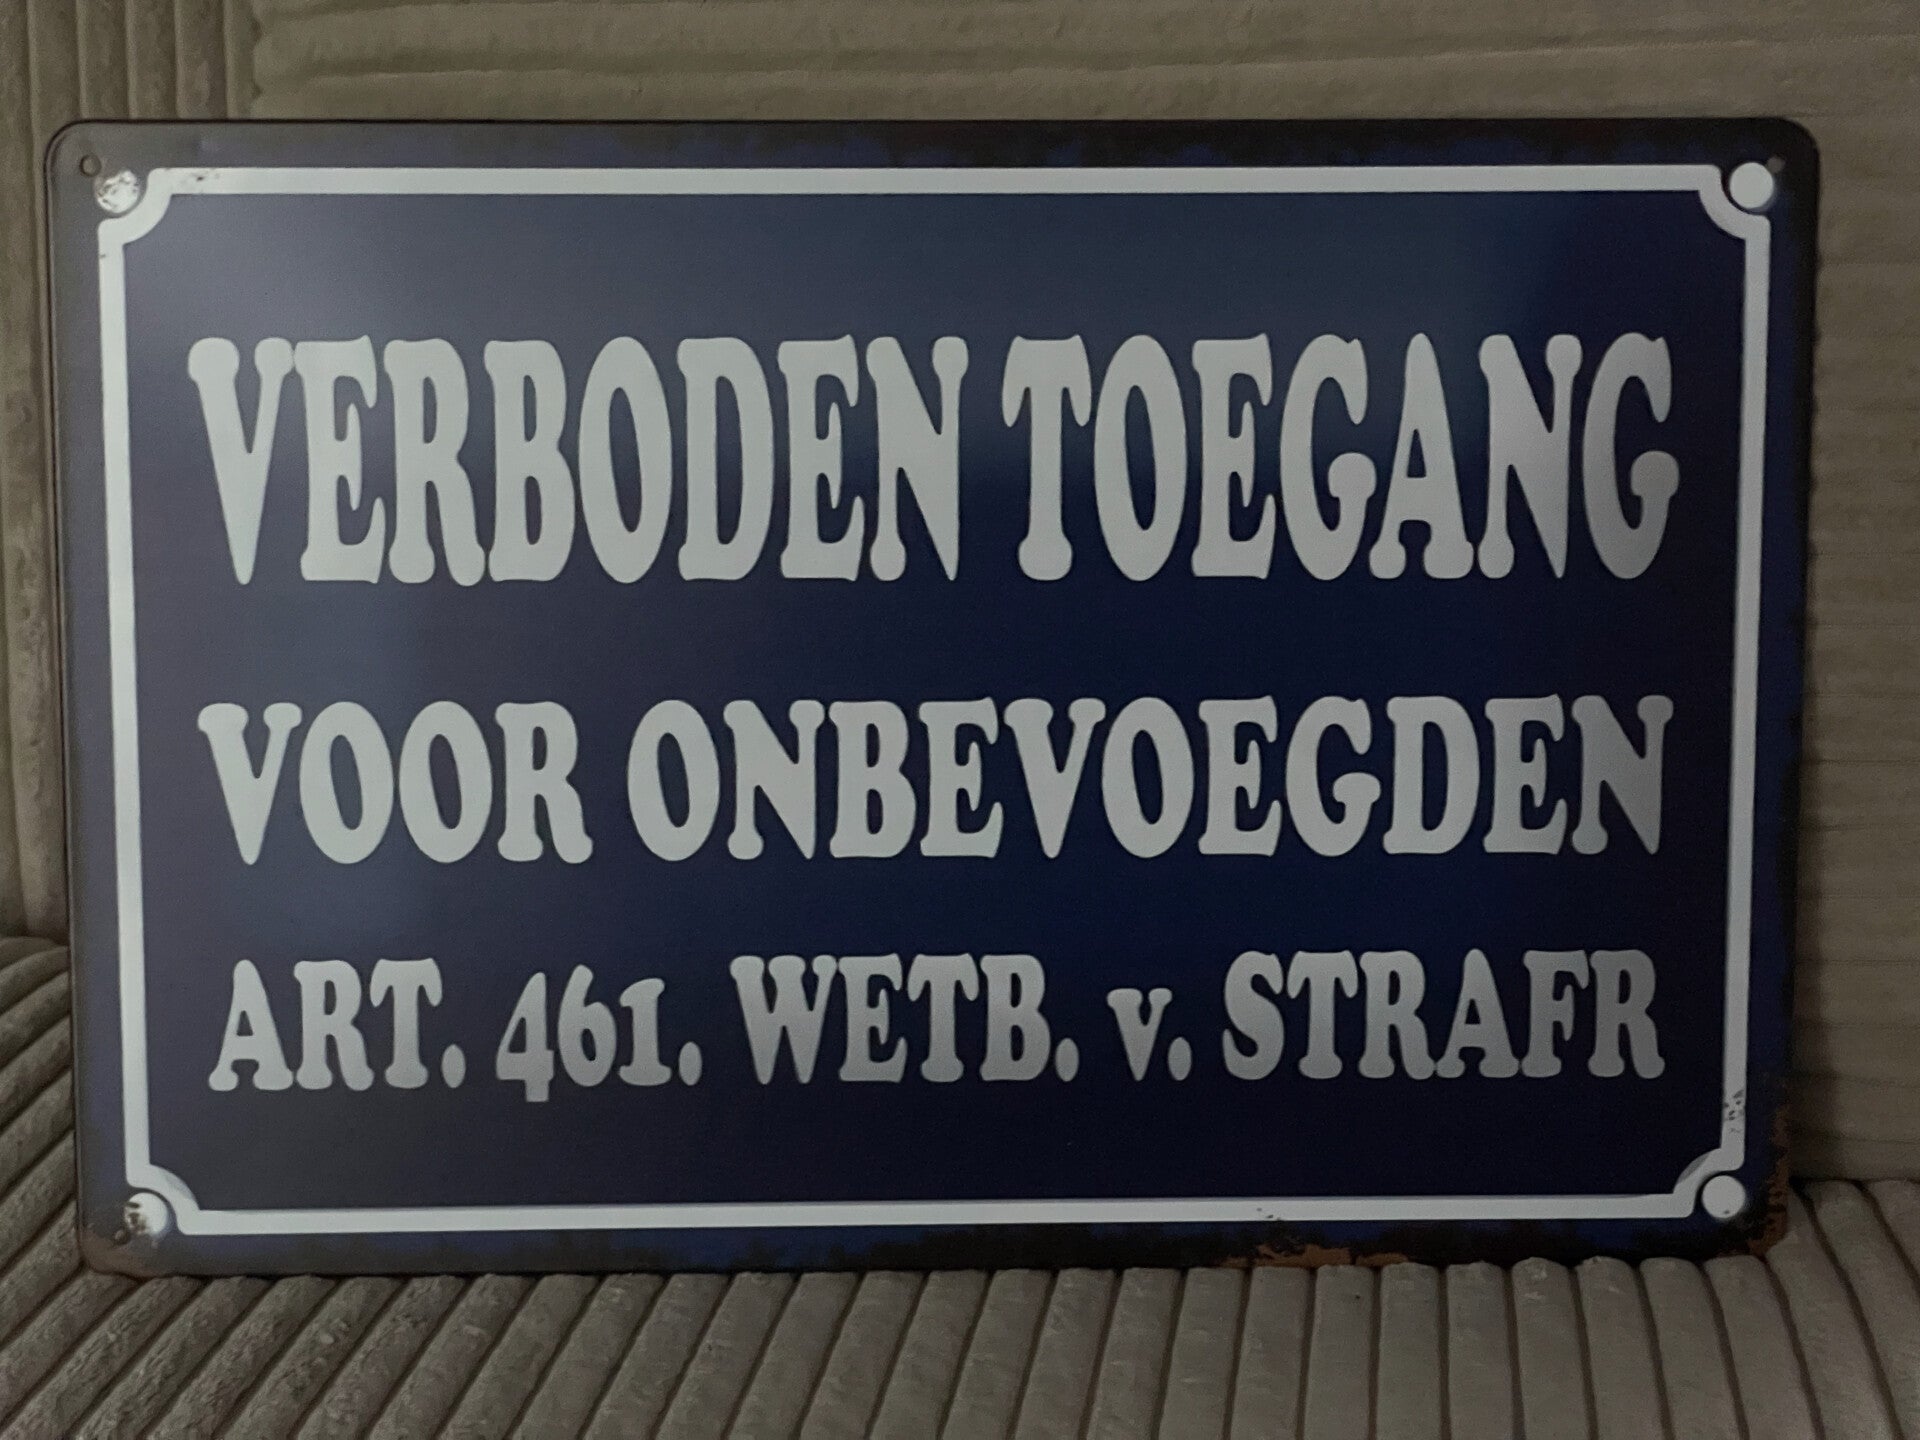 VERBODEN TOEGANG
VOOR ONBEVOEGDEN
ART. 461. WETB. v. STRAFR